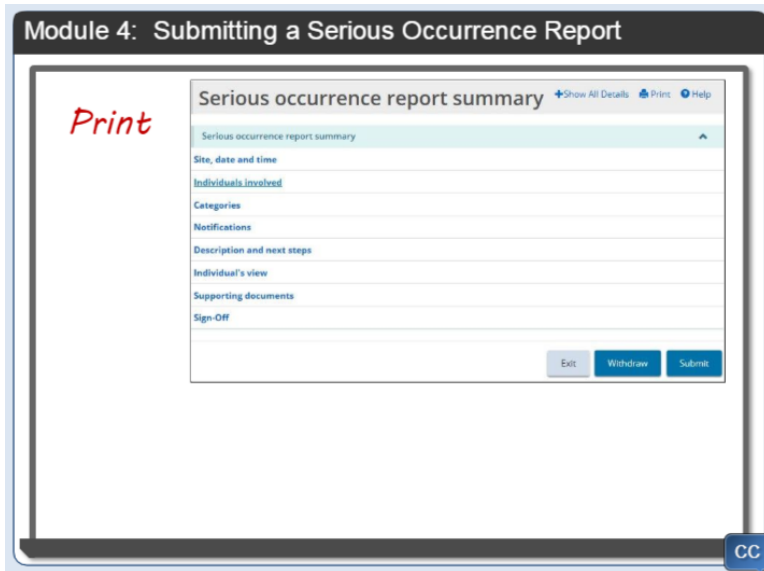 Module 4: Submitting a Serious Occurrence Report
Print
Serious occurrence report summary
Show All Details Print Help
Serious occurrence report summary
Site, date and time
Individuals involved
Categories
Notifications
Description and next steps
Individual's view
Supporting documents
Sign-Off
Exit Withdraw Submit
CC